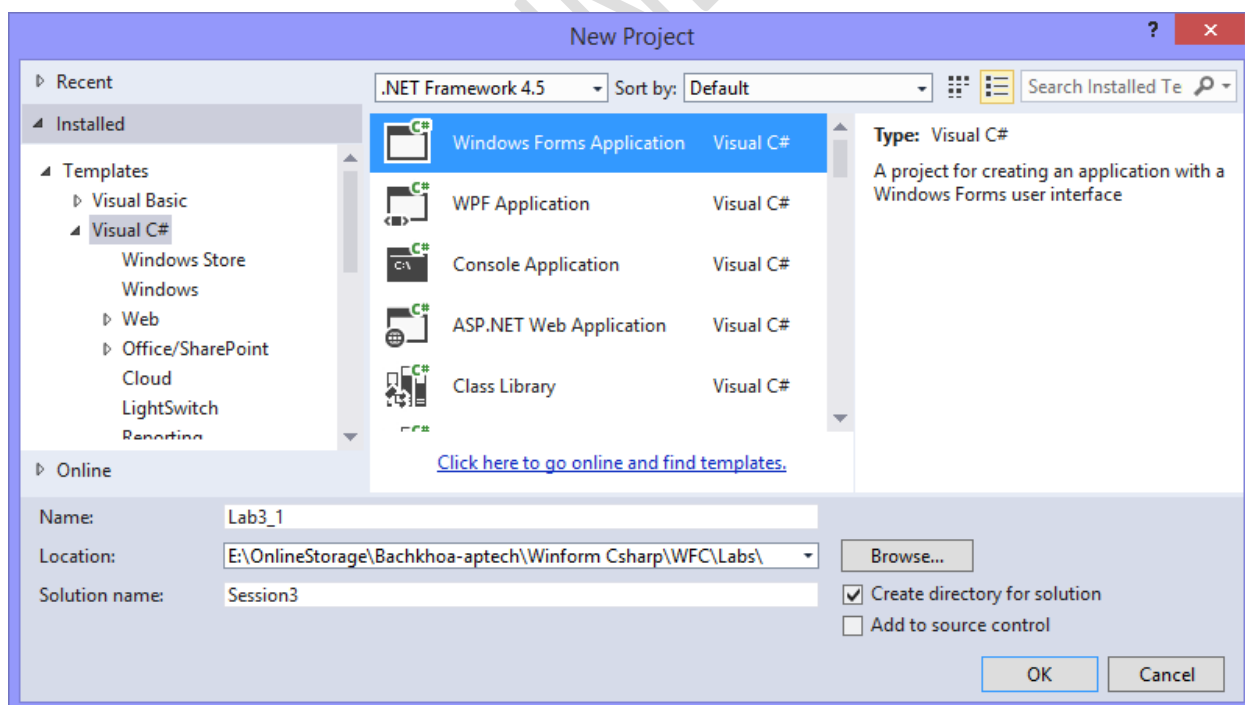 New Project
?
Recent
.NET Framework 4.5
Sort by:
Default
Search Installed Te
Installed
Templates
Visual Basic
Visual C#
Windows Store
Windows
Web
Office/SharePoint
Cloud
LightSwitch
Reporting
Online
C# Windows Forms Application Visual C#
C# WPF Application Visual C#
C# C:\ Console Application Visual C#
C# ASP.NET Web Application Visual C#
C# Class Library Visual C#
C#
Click here to go online and find templates.
Type: Visual C#
A project for creating an application with a
Windows Forms user interface
Name: Lab3_1
Location: E:\OnlineStorage\Bachkhoa-aptech\Winform Csharp\WFC\Labs\ Browse...
Solution name: Session3
Create directory for solution
Add to source control
OK Cancel